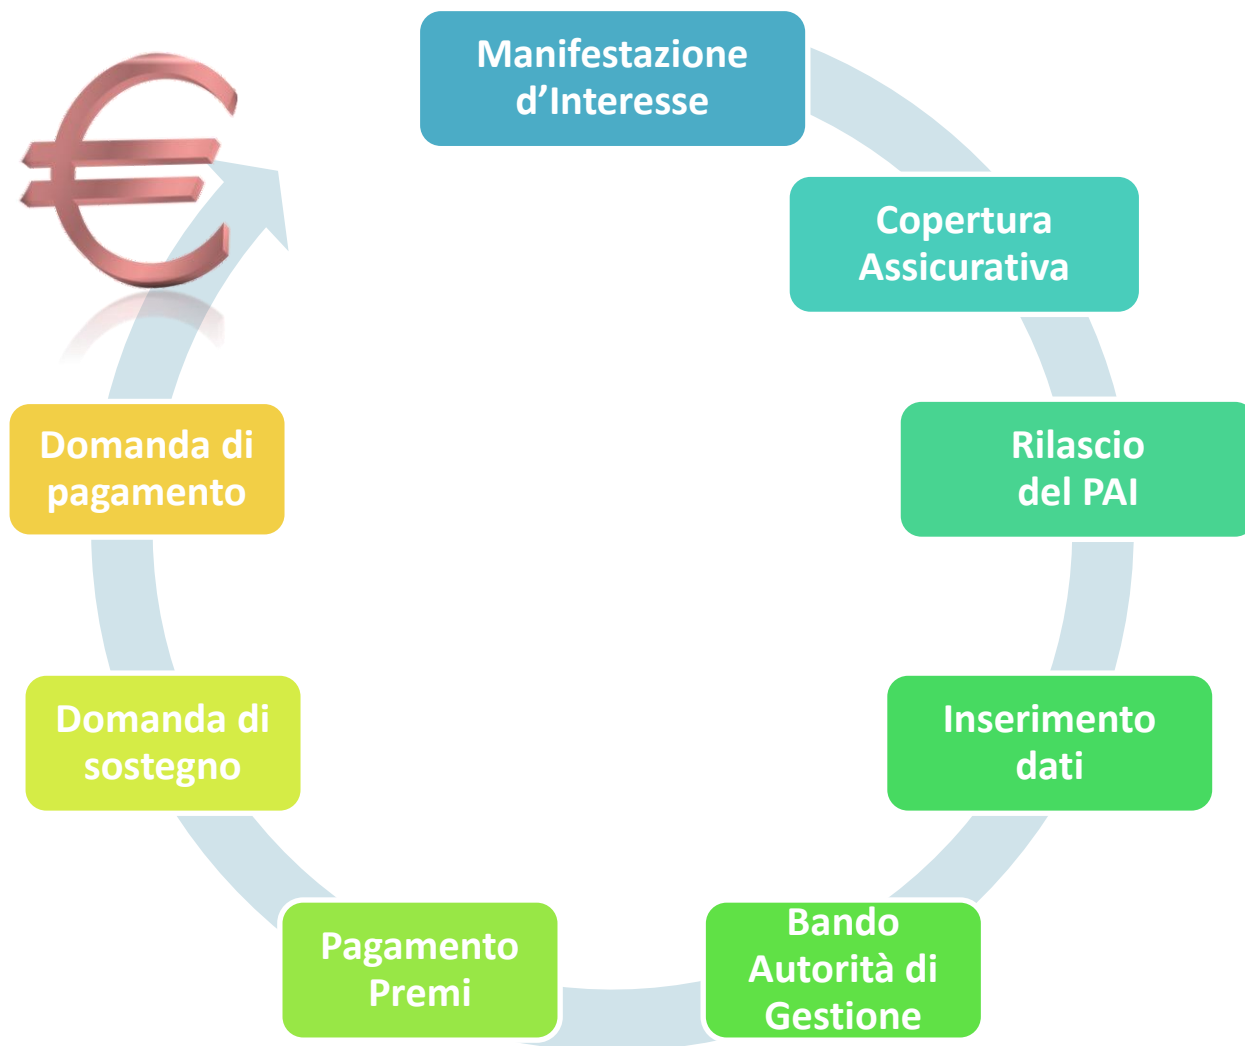 Manifestazione
d’Interesse
Copertura
Assicurativa
Rilascio
del PAI
Inserimento
dati
Bando
Autorità di
Gestione
Pagamento
Premi
Domanda di
sostegno
Domanda di
pagamento
€